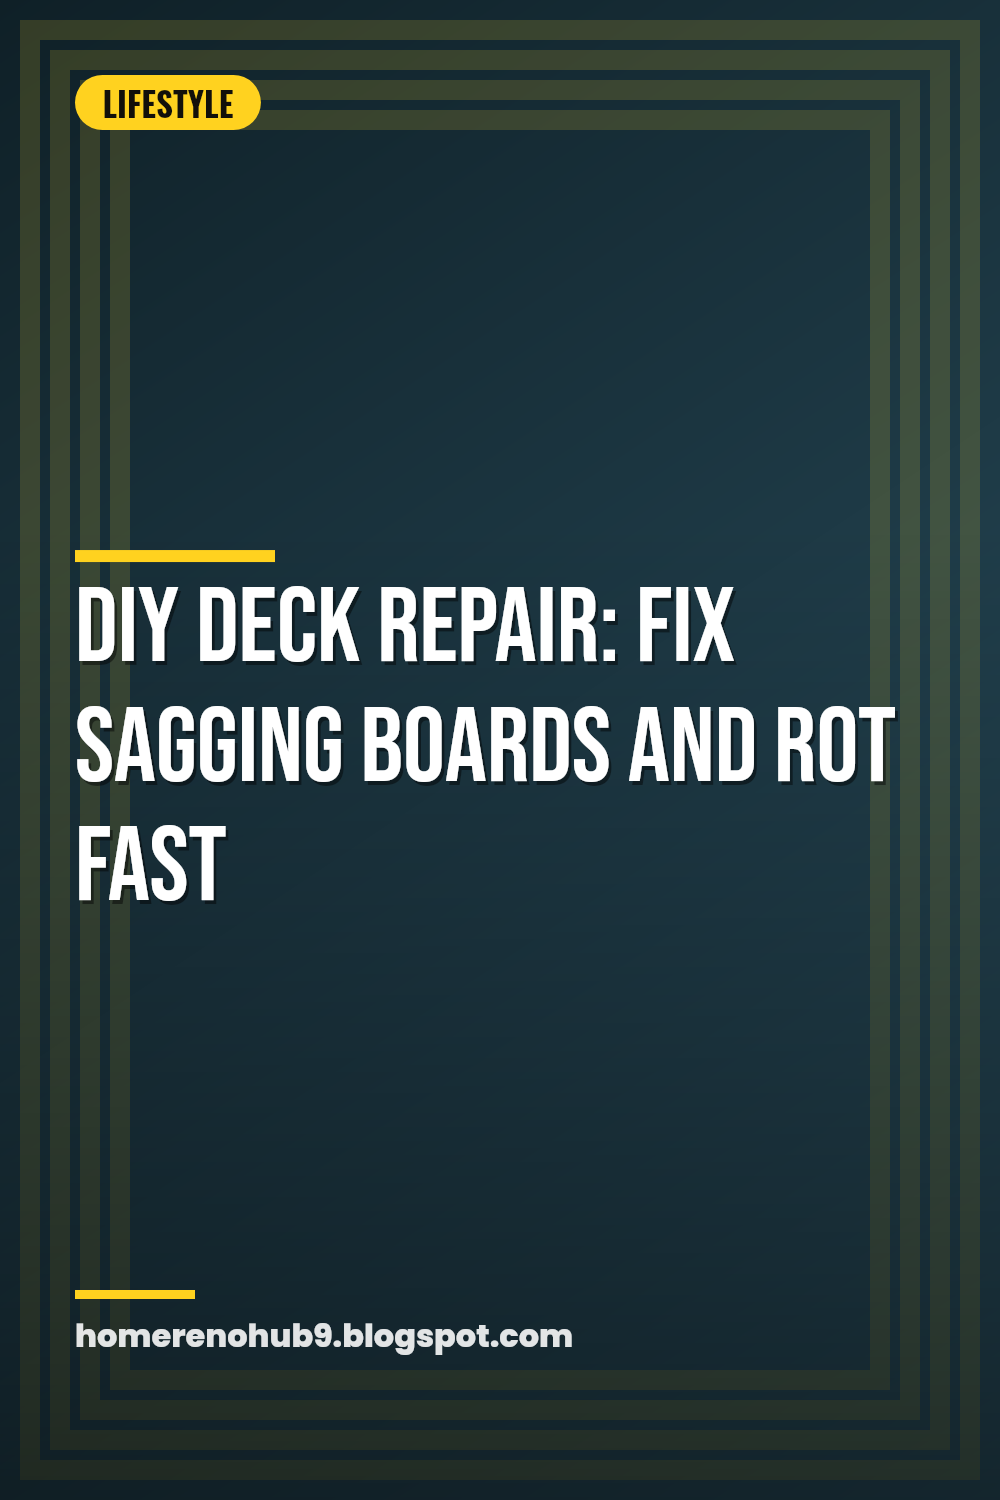 LIFESTYLE
DIY DECK REPAIR: FIX
SAGGING BOARDS AND ROT
FAST
homerenohub9.blogspot.com